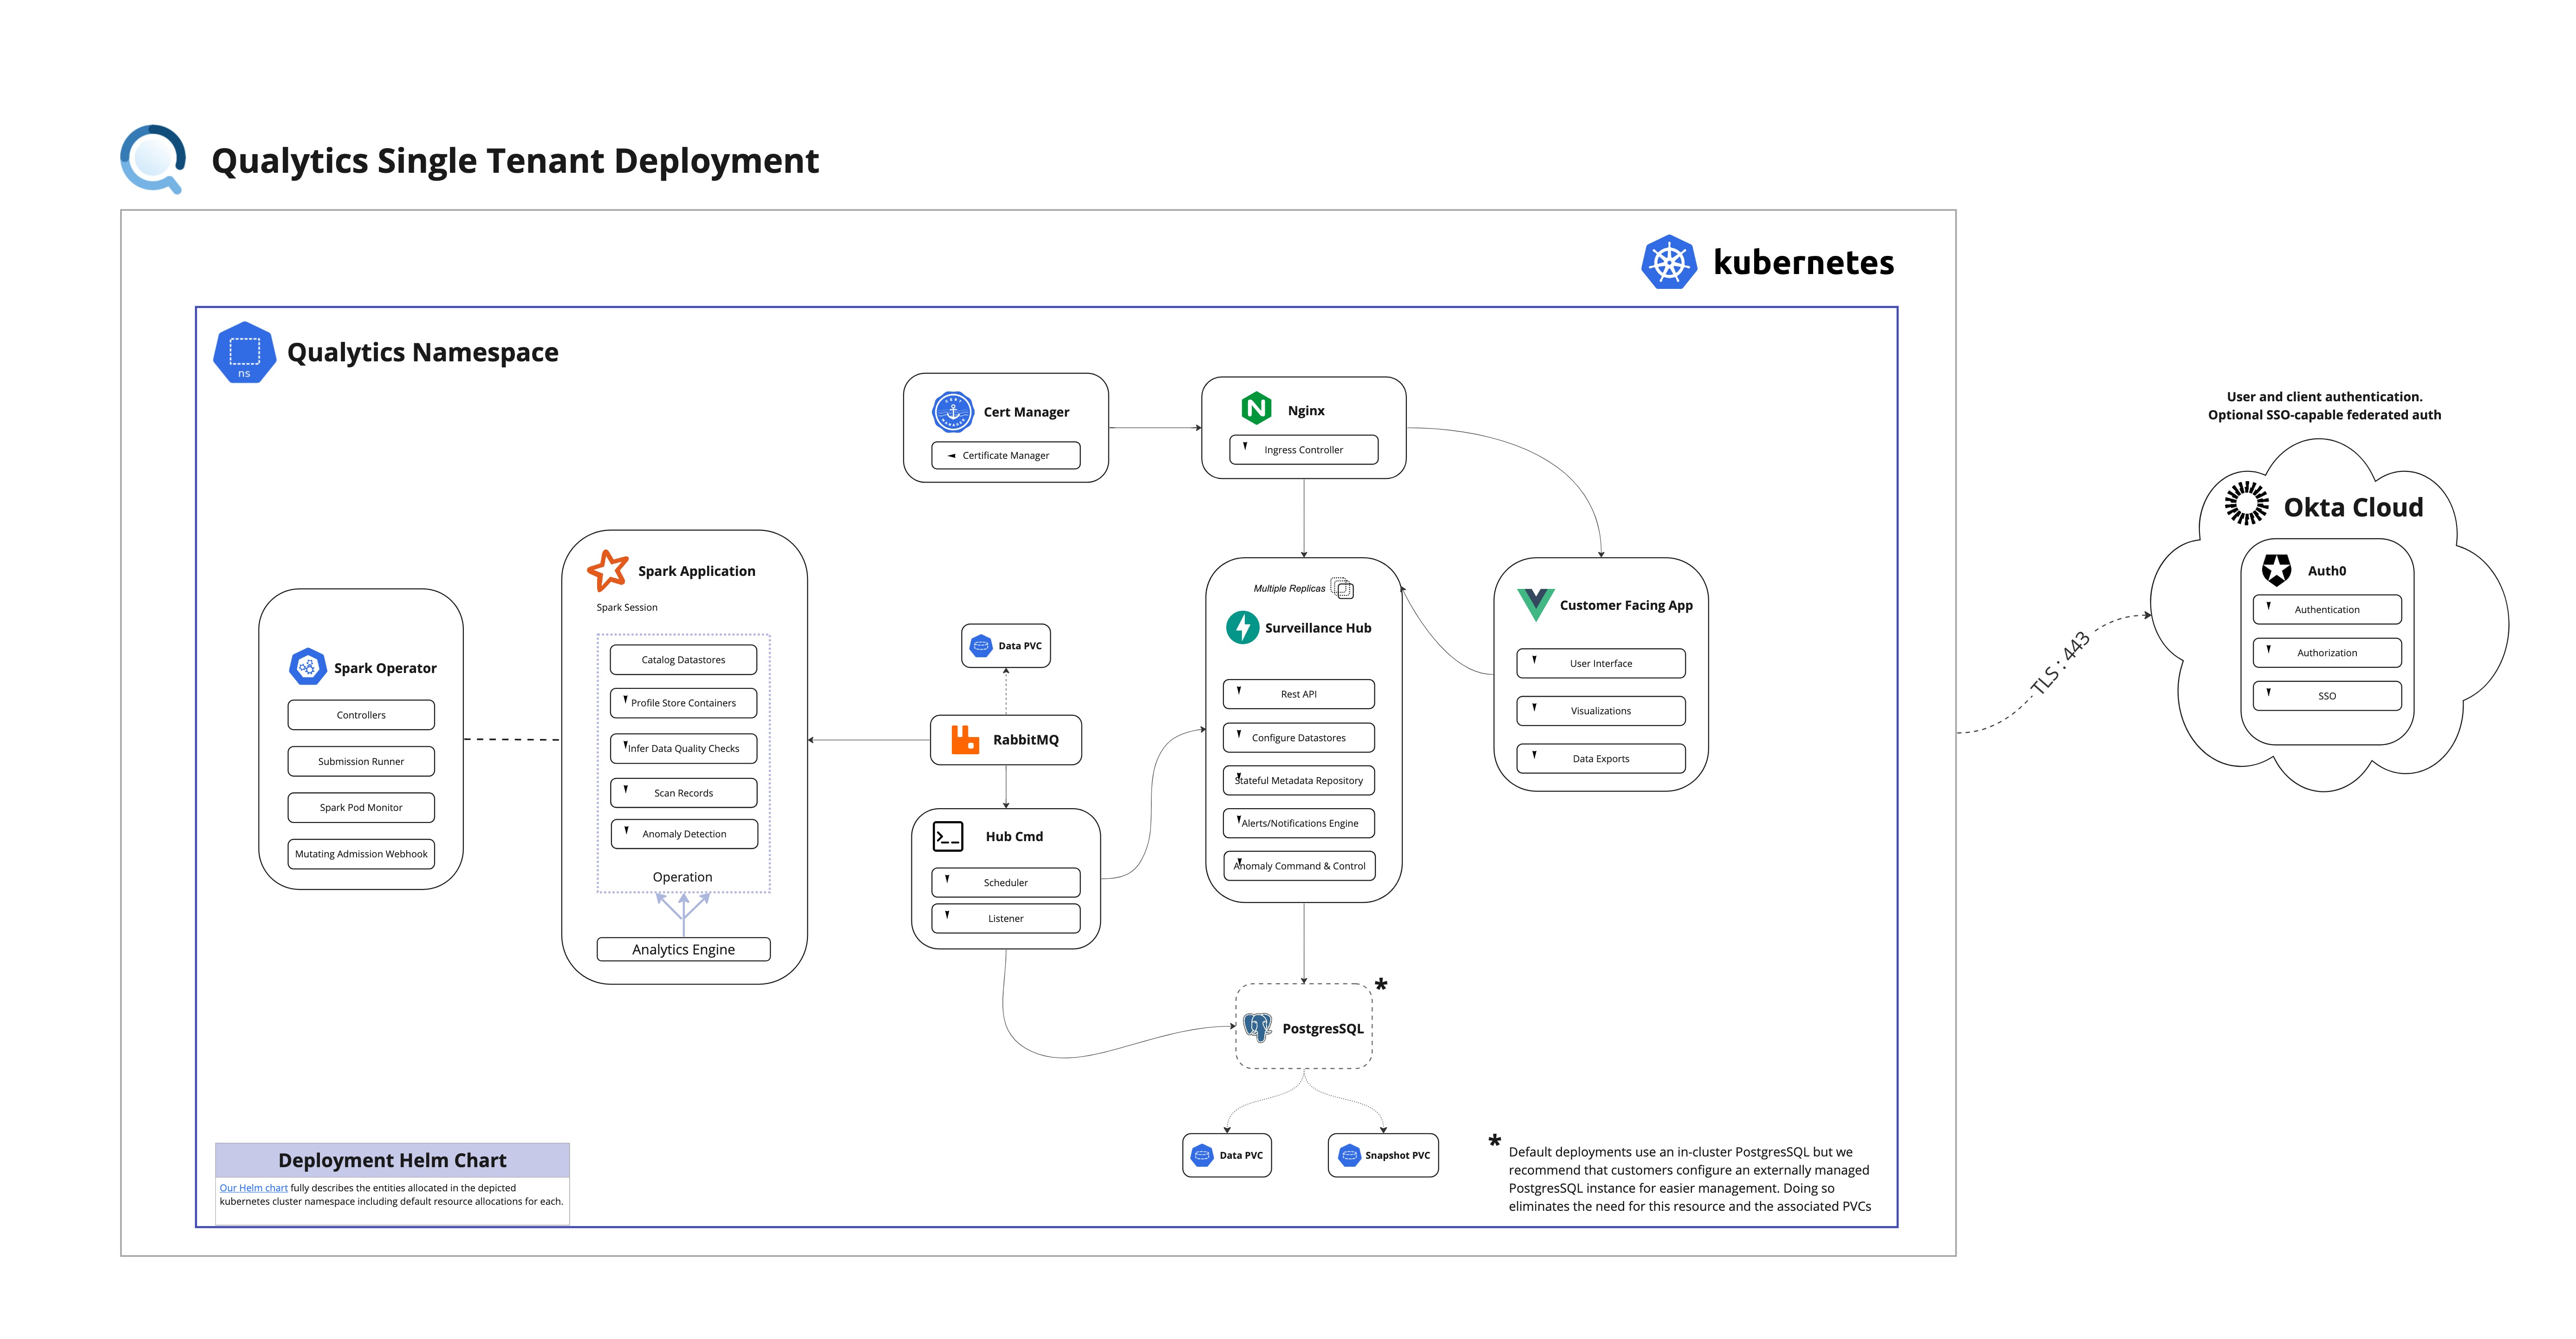 Qualytics Single Tenant Deployment
kubernetes
ns
Qualytics Namespace
Cert Manager
Certificate Manager
Nginx
Ingress Controller
User and client authentication.
Optional SSO-capable federated auth
Okta Cloud
Auth0
Authentication
Authorization
SSO
TLS : 443
Spark Operator
Controllers
Submission Runner
Spark Pod Monitor
Mutating Admission Webhook
Spark Application
Spark Session
Catalog Datastores
Profile Store Containers
Infer Data Quality Checks
Scan Records
Anomaly Detection
Operation
Analytics Engine
Data PVC
RabbitMQ
Hub Cmd
Scheduler
Listener
Multiple Replicas
Surveillance Hub
Rest API
Configure Datastores
Stateful Metadata Repository
Alerts/Notifications Engine
Anomaly Command & Control
Customer Facing App
User Interface
Visualizations
Data Exports
*
PostgresSQL
Data PVC
Snapshot PVC
Deployment Helm Chart
Our Helm chart fully describes the entities allocated in the depicted
kubernetes cluster namespace including default resource allocations for each.
* Default deployments use an in-cluster PostgresSQL but we
recommend that customers configure an externally managed
PostgresSQL instance for easier management. Doing so
eliminates the need for this resource and the associated PVCs